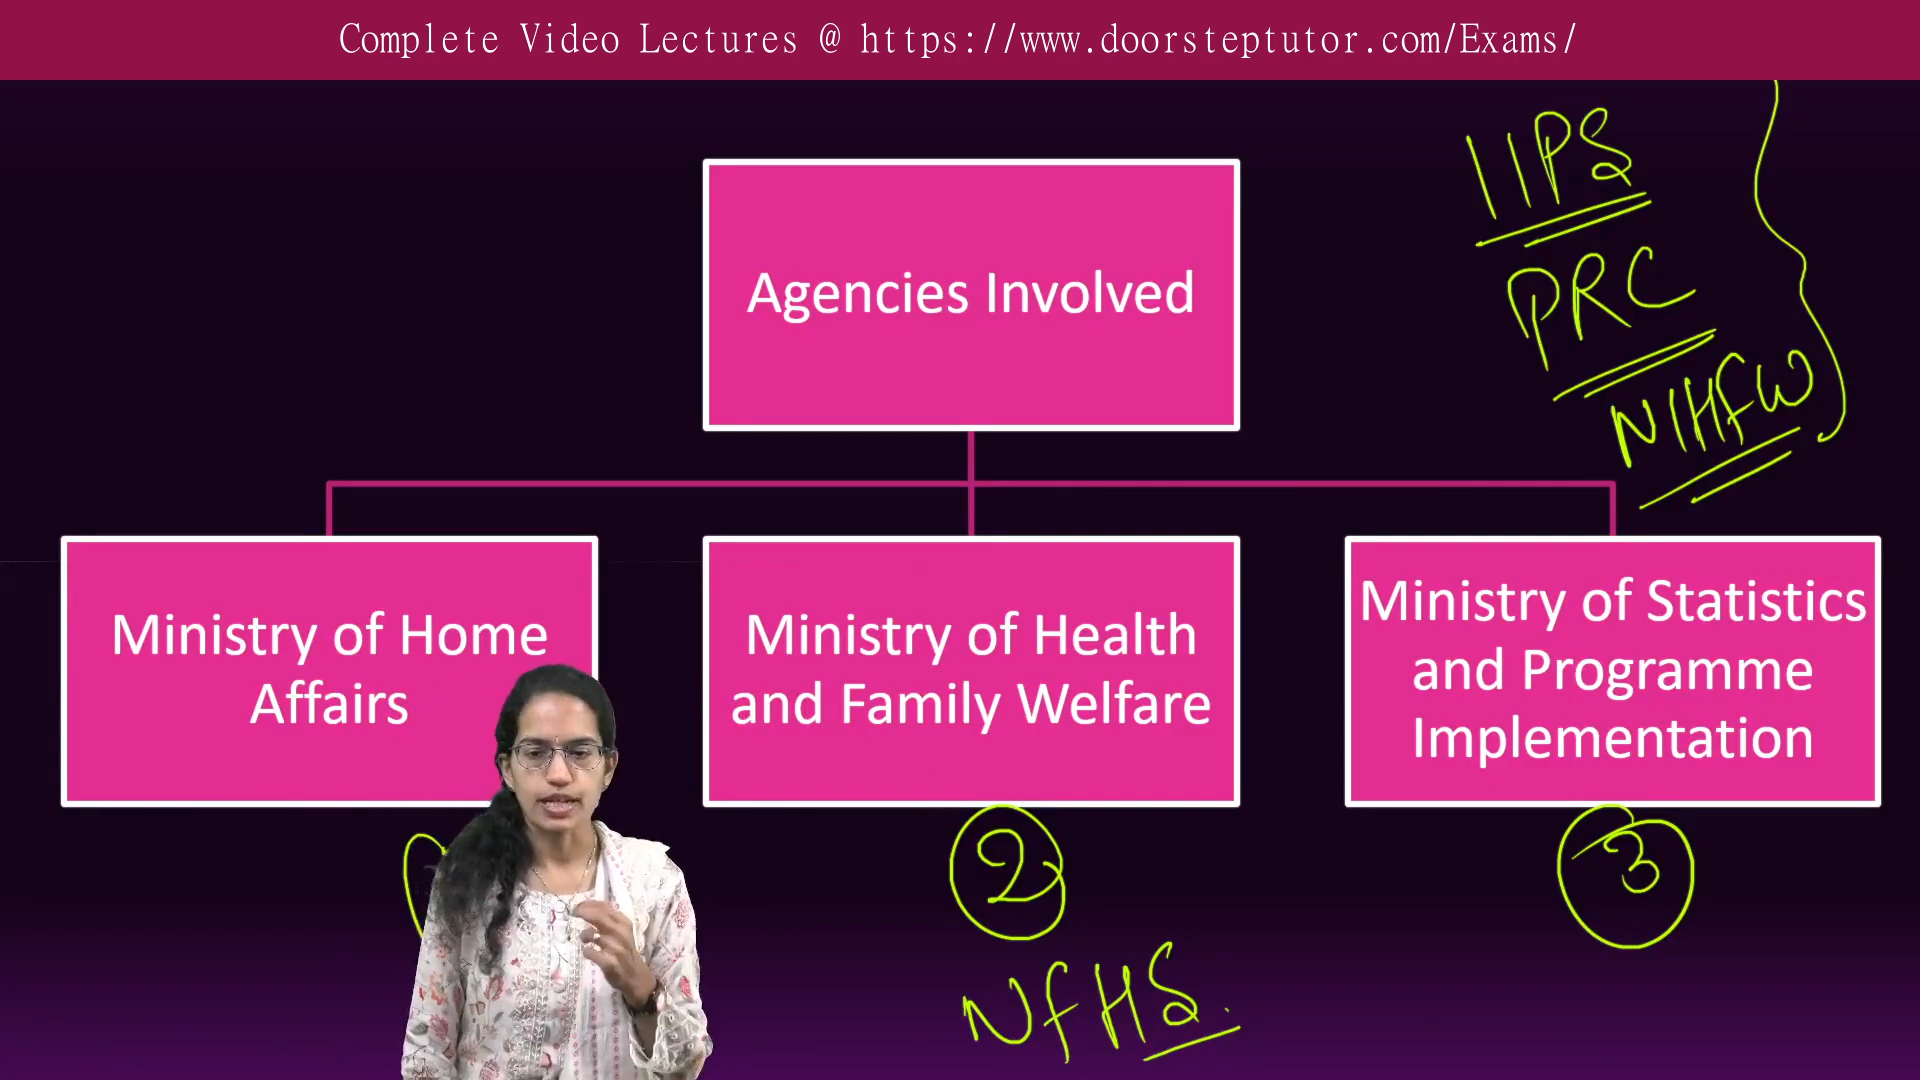 Complete Video Lectures @ https://www.doorsteptutor.com/Exams/
IIPS
PRC
NIHFW
Agencies Involved
Ministry of Home
Affairs
Ministry of Health
and Family Welfare
Ministry of Statistics
and Programme
Implementation
2
3
NFHS.